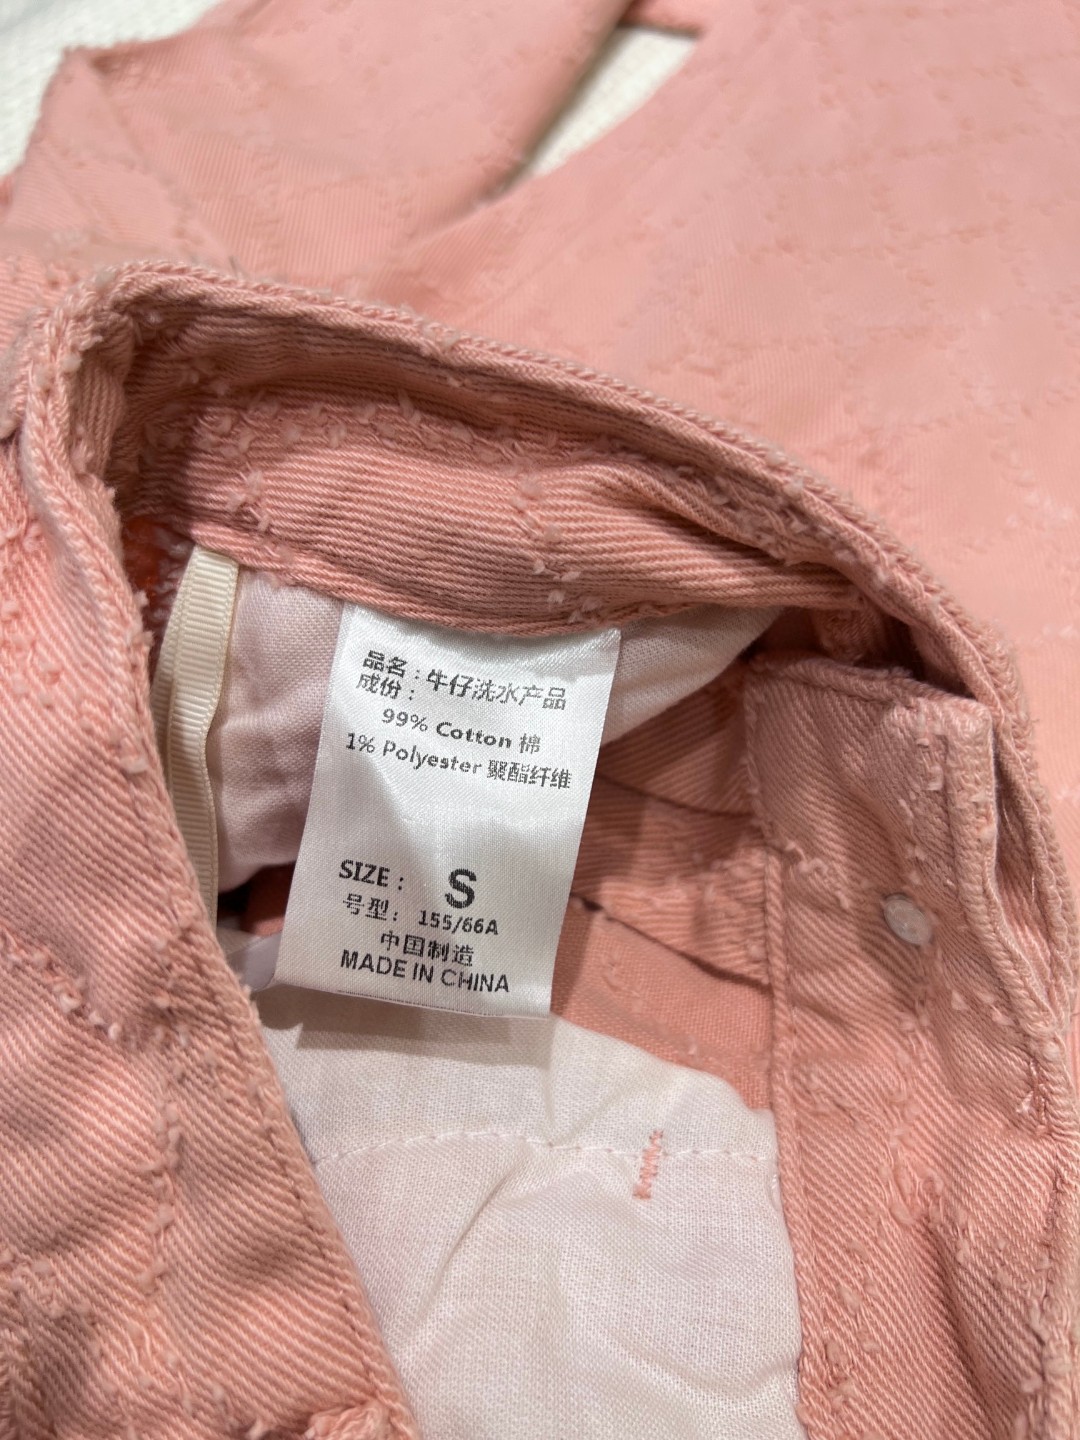 品名：牛仔洗水产品
成份：
99% Cotton 棉
1% Polyester 聚酯纤维
SIZE： S
号型： 155/66A
中国制造
MADE IN CHINA